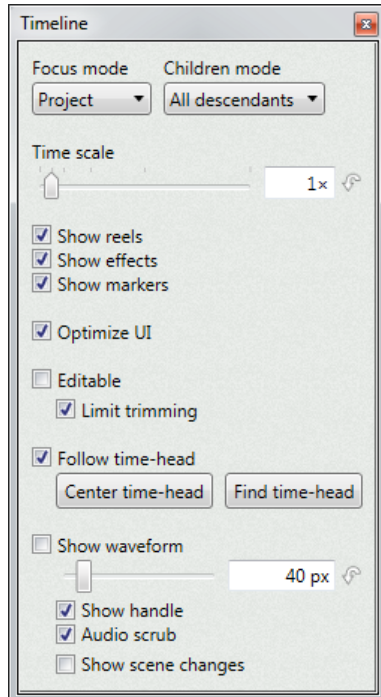 Timeline
Focus mode Children mode
Project All descendants
Time scale
1×
Show reels
Show effects
Show markers
Optimize UI
Editable
Limit trimming
Follow time-head
Center time-head Find time-head
Show waveform
40 px
Show handle
Audio scrub
Show scene changes